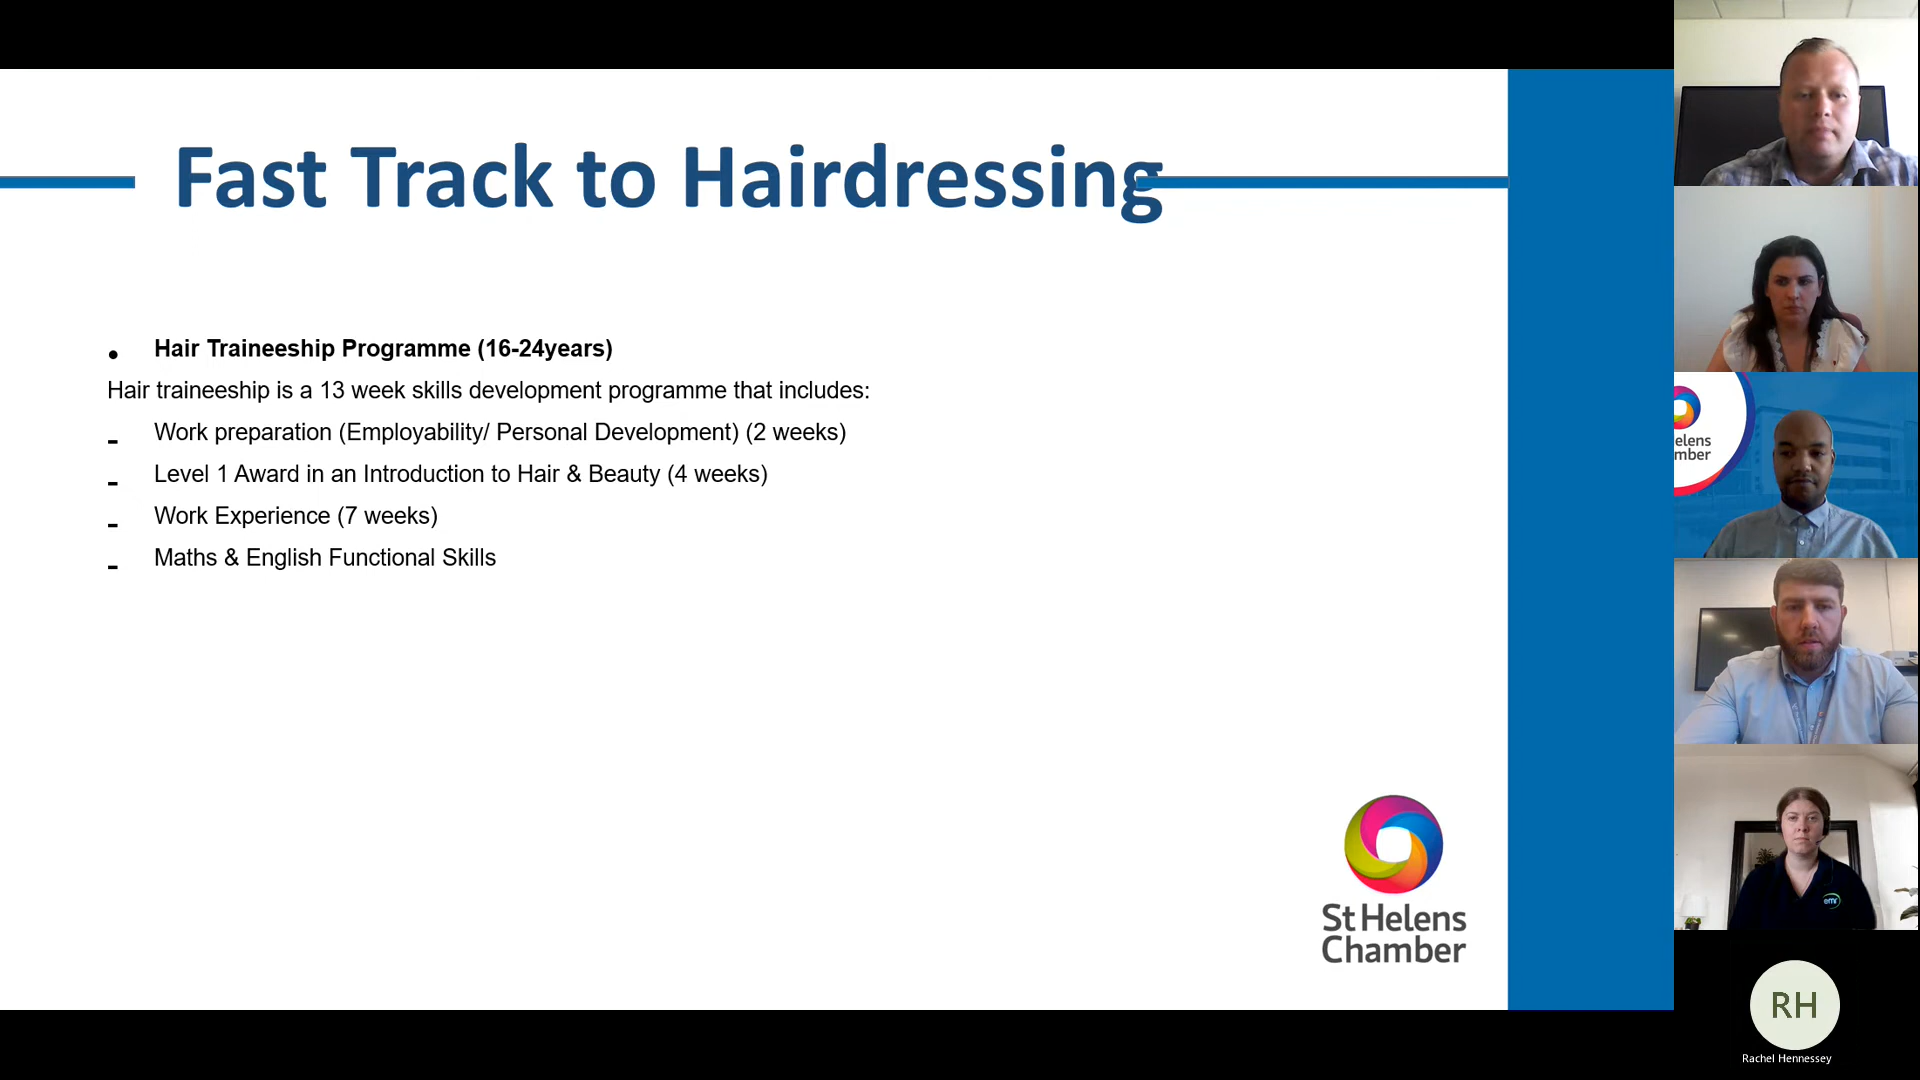 Fast Track to Hairdressing
• Hair Traineeship Programme (16-24years)
Hair traineeship is a 13 week skills development programme that includes:
- Work preparation (Employability/ Personal Development) (2 weeks)
- Level 1 Award in an Introduction to Hair & Beauty (4 weeks)
- Work Experience (7 weeks)
- Maths & English Functional Skills
St Helens
Chamber
elens
mber
emr
RH
Rachel Hennessey